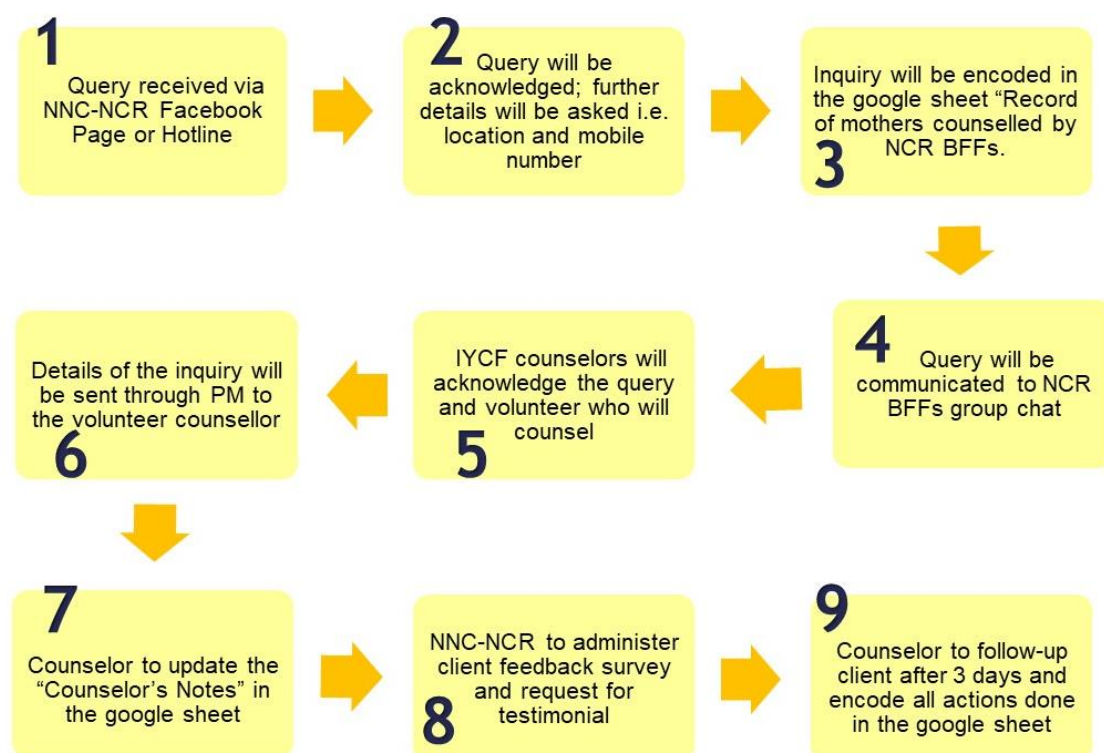 1
Query received via
NNC-NCR Facebook
Page or Hotline
2
Query will be
acknowledged; further
details will be asked i.e.
location and mobile
number
Inquiry will be encoded in
the google sheet “Record
of mothers counselled by
NCR BFFs.
3
4
Query will be
communicated to NCR
BFFs group chat
IYCF counselors will
acknowledge the query
and volunteer who will
counsel
5
Details of the inquiry will
be sent through PM to
the volunteer counsellor
6
7
Counselor to update the
“Counselor’s Notes” in
the google sheet
NNC-NCR to administer
client feedback survey
and request for
testimonial
8
9
Counselor to follow-up
client after 3 days and
encode all actions done
in the google sheet